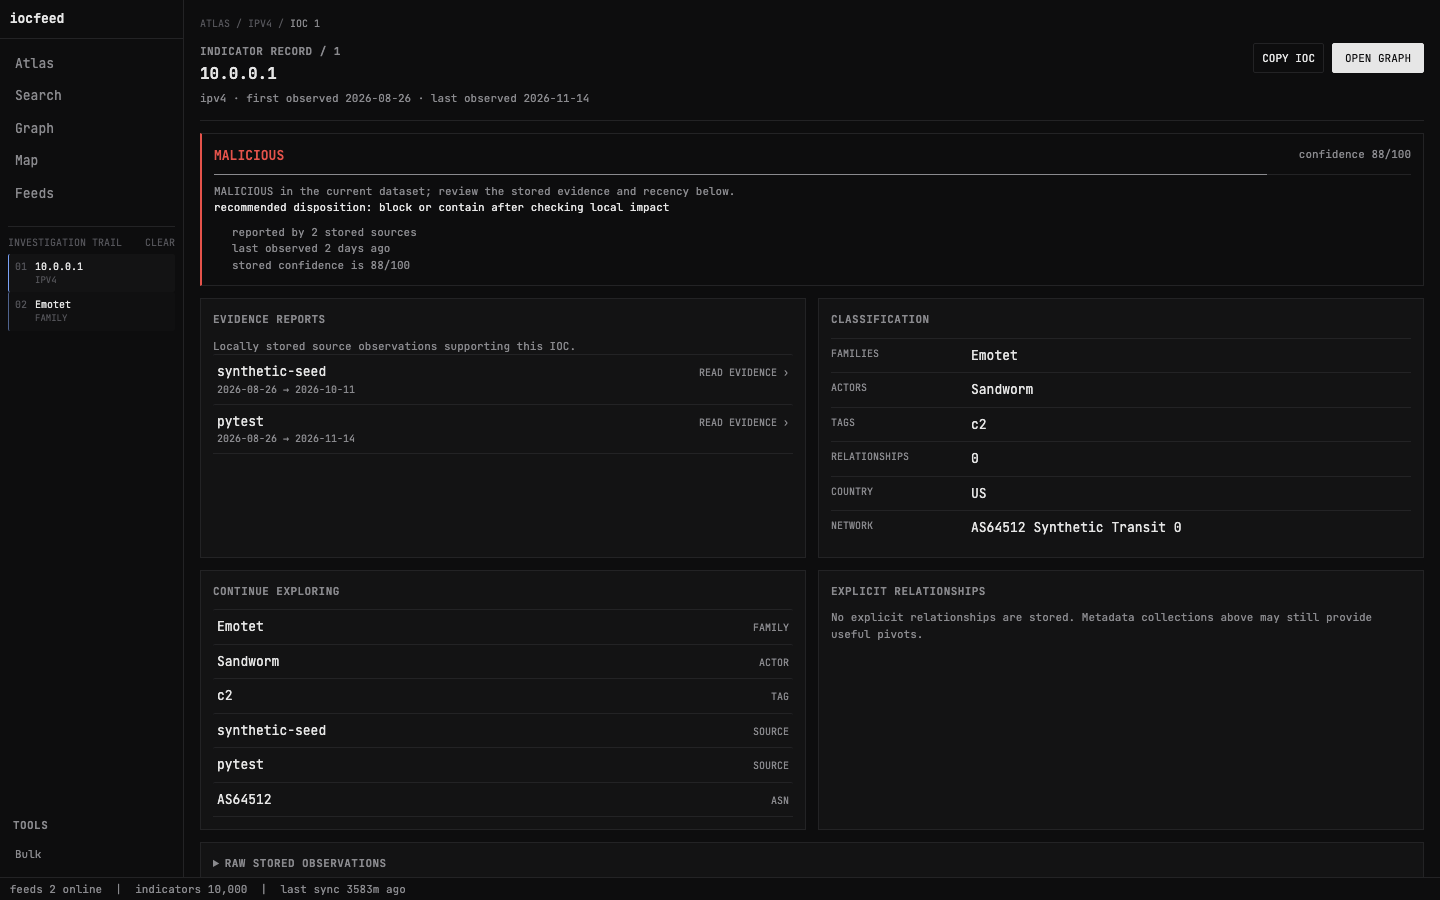 iocfeed
Atlas
Search
Graph
Map
Feeds
INVESTIGATION TRAIL CLEAR
01 10.0.0.1
IPV4
02 Emotet
FAMILY
TOOLS
Bulk
ATLAS / IPV4 / IOC 1
INDICATOR RECORD / 1
10.0.0.1
ipv4 · first observed 2026-08-26 · last observed 2026-11-14
COPY IOC
OPEN GRAPH
MALICIOUS
confidence 88/100
MALICIOUS in the current dataset; review the stored evidence and recency below.
recommended disposition: block or contain after checking local impact
reported by 2 stored sources
last observed 2 days ago
stored confidence is 88/100
EVIDENCE REPORTS
Locally stored source observations supporting this IOC.
synthetic-seed
READ EVIDENCE ›
2026-08-26 → 2026-10-11
pytest
READ EVIDENCE ›
2026-08-26 → 2026-11-14
CLASSIFICATION
FAMILIES Emotet
ACTORS Sandworm
TAGS c2
RELATIONSHIPS 0
COUNTRY US
NETWORK AS64512 Synthetic Transit 0
CONTINUE EXPLORING
Emotet FAMILY
Sandworm ACTOR
c2 TAG
synthetic-seed SOURCE
pytest SOURCE
AS64512 ASN
EXPLICIT RELATIONSHIPS
No explicit relationships are stored. Metadata collections above may still provide
useful pivots.
▶ RAW STORED OBSERVATIONS
feeds 2 online | indicators 10,000 | last sync 3583m ago